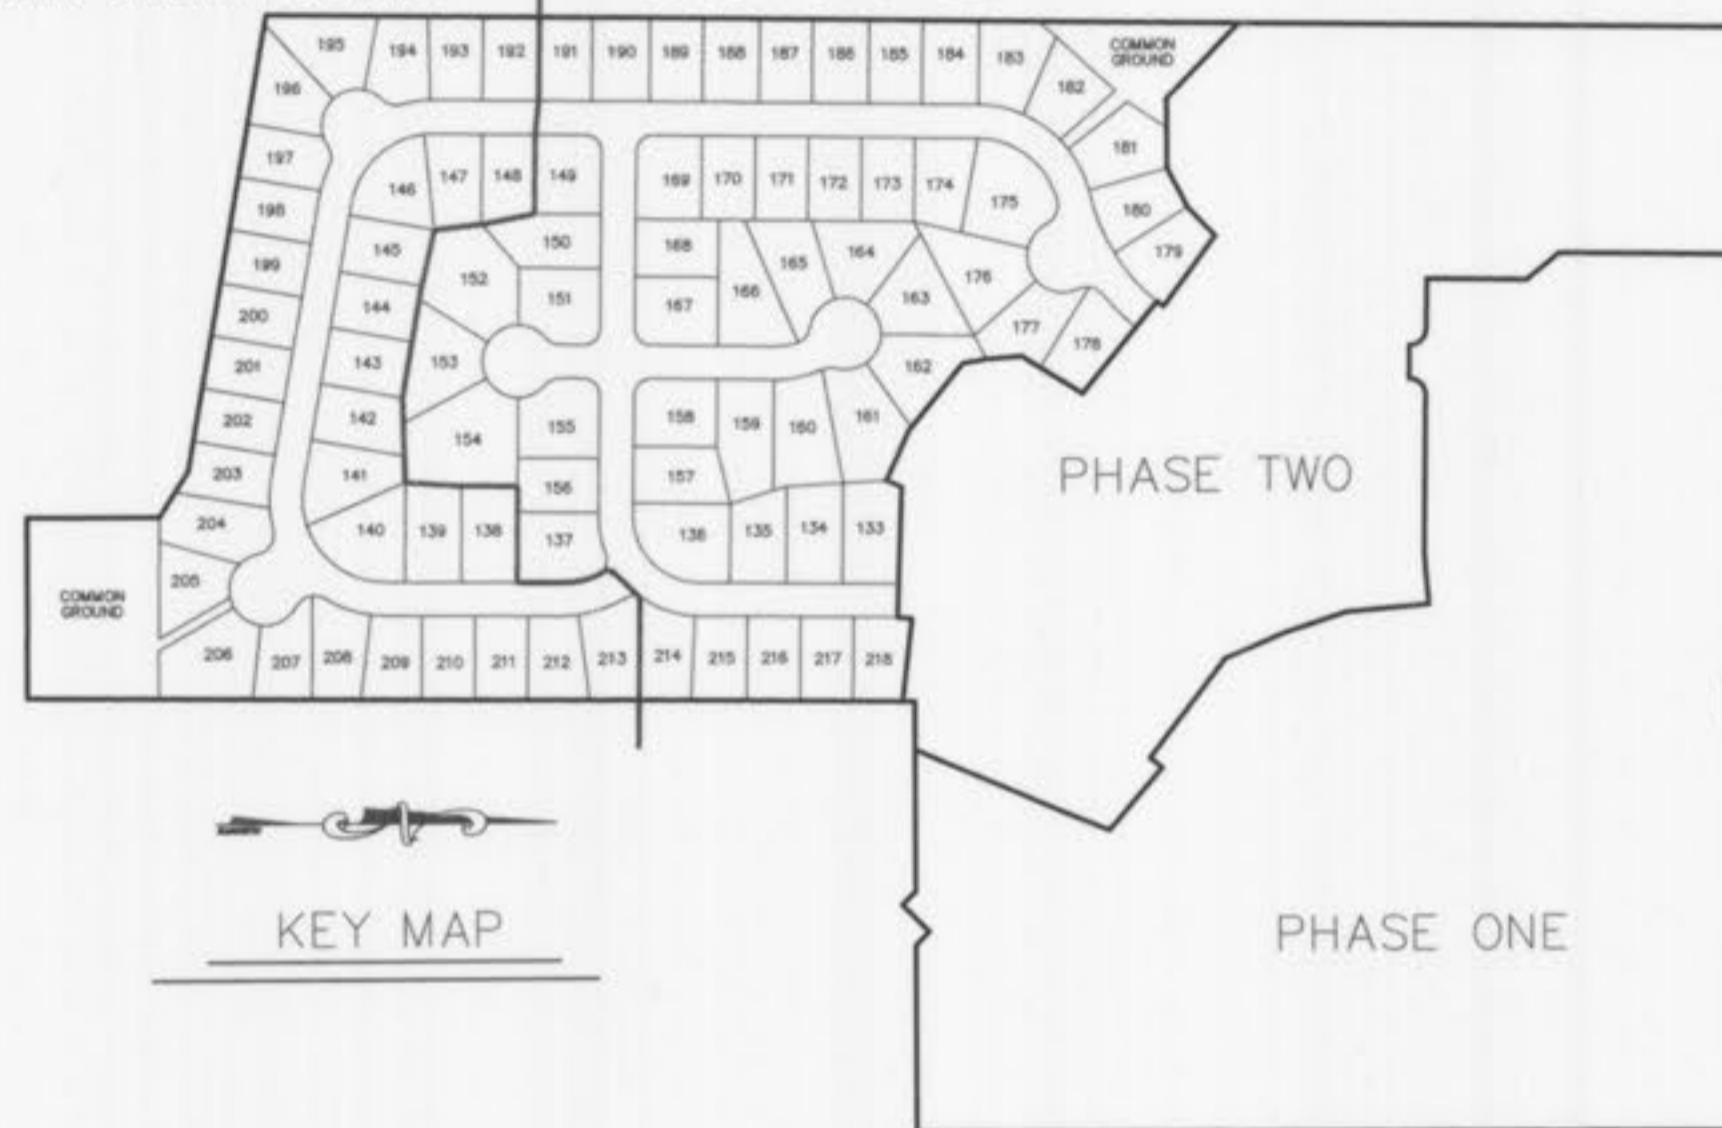 195 194 193 192 191 190 189 188 187 186 185 184 183
COMMON
GROUND
196 182
197 146 147 148 149 169 170 171 172 173 174 175 181
198 180
145 150 168 164 179
199 152 165 176
144 151 167 166 163
200
143 153 177 178
201 162
202 142 154 155 158 159 160 161
203 141 156 157
PHASE TWO
204 140 139 138 137 136 135 134 133
205
COMMON
GROUND
206 207 208 209 210 211 212 213 214 215 216 217 218
KEY MAP
PHASE ONE